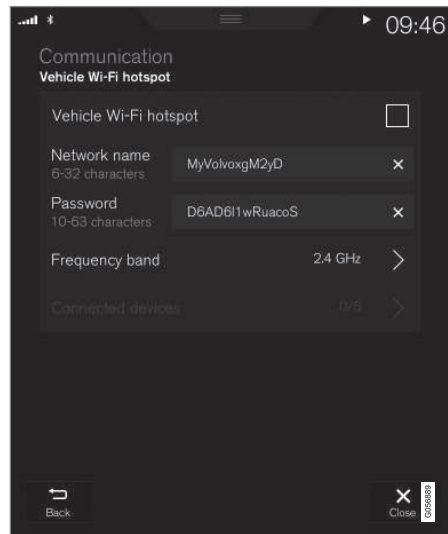 09:46
Communication
Vehicle Wi-Fi hotspot
Vehicle Wi-Fi hotspot
Network name
6-32 characters
MyVolvoxgM2yD
Password
10-63 characters
D6AD6I1wRuacoS
Frequency band
2.4 GHz
Connected devices
0/8
Back
Close
G056889